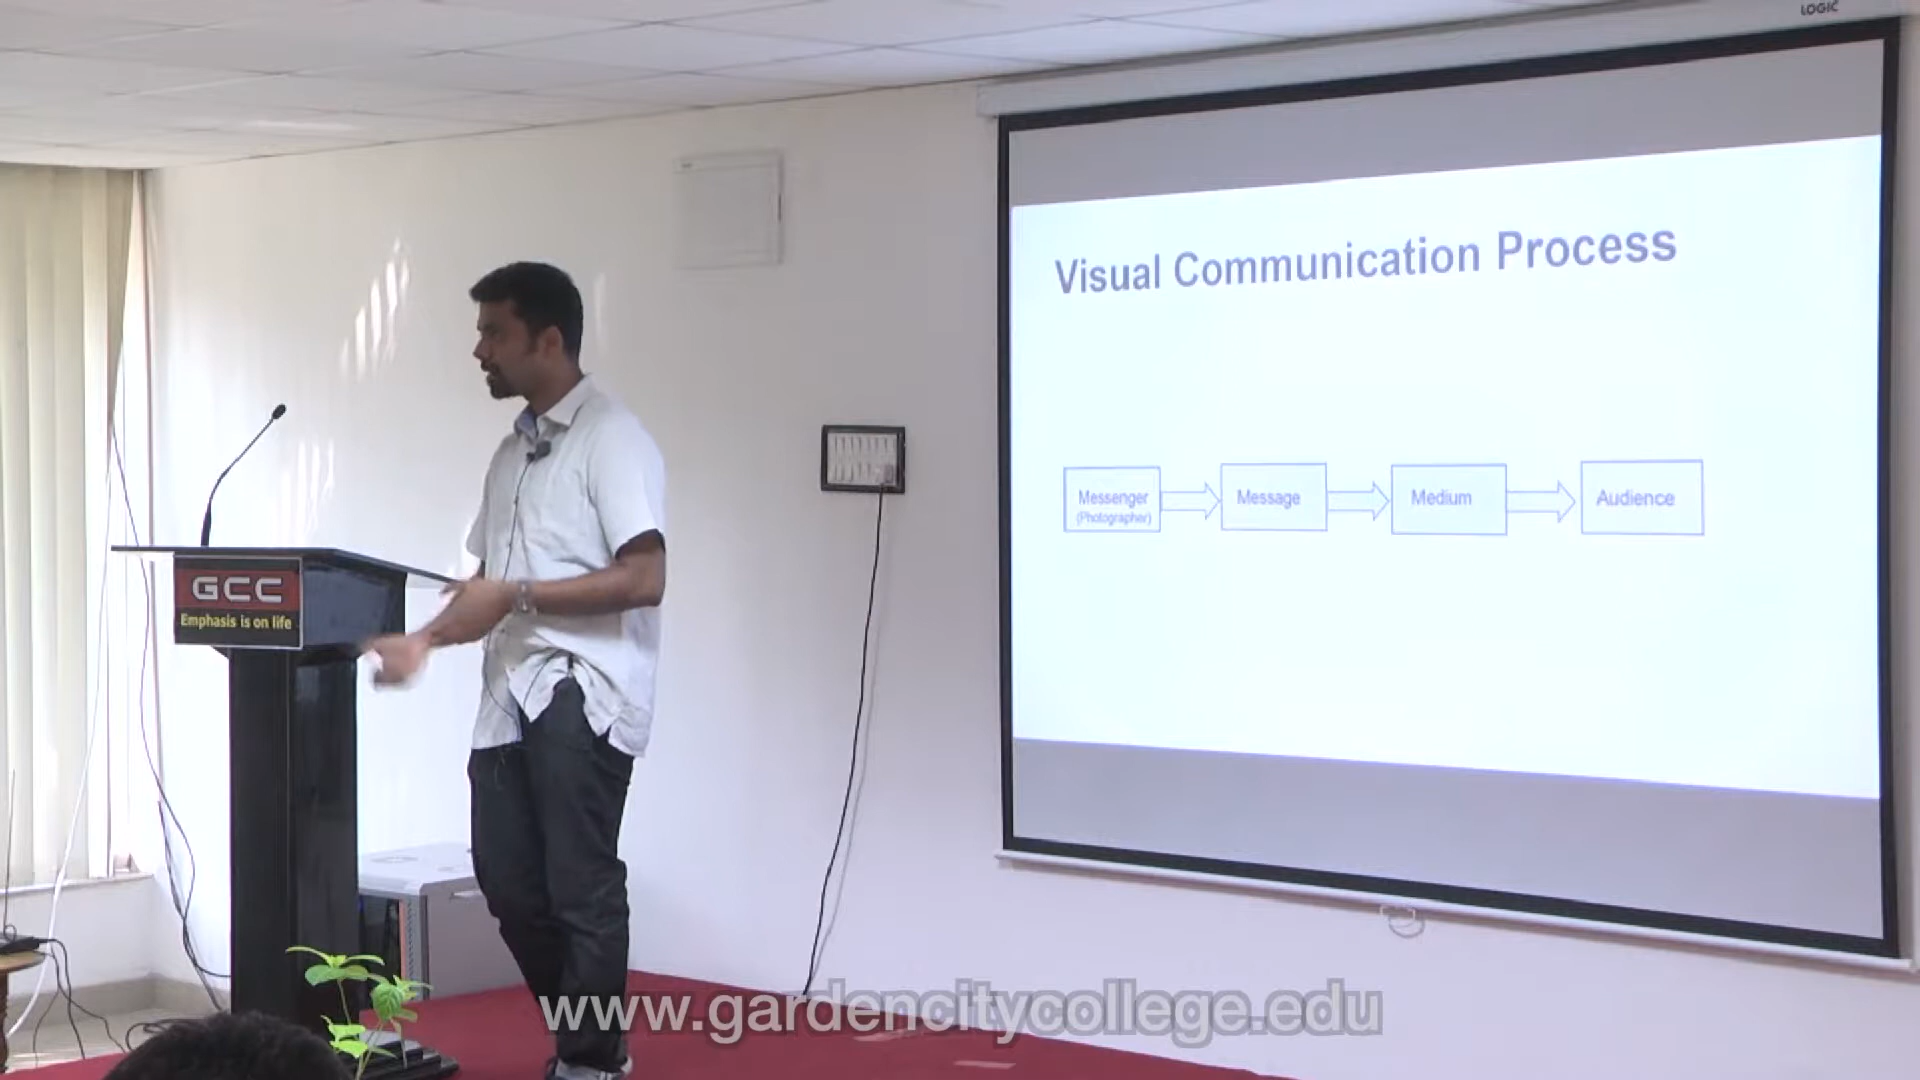 LOGIC
Visual Communication Process
Messenger
(Photographer)
Message
Medium
Audience
GCC
Emphasis is on life
www.gardencitycollege.edu